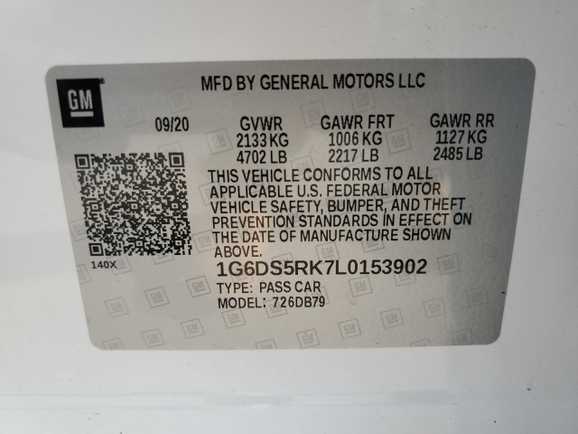 GM
MFD BY GENERAL MOTORS LLC
09/20 GVWR GAWR FRT GAWR RR
2133 KG 1006 KG 1127 KG
4702 LB 2217 LB 2485 LB
THIS VEHICLE CONFORMS TO ALL
APPLICABLE U.S. FEDERAL MOTOR
VEHICLE SAFETY, BUMPER, AND THEFT
PREVENTION STANDARDS IN EFFECT ON
THE DATE OF MANUFACTURE SHOWN
ABOVE.
140X
1G6DS5RK7L0153902
TYPE: PASS CAR
MODEL: 726DB79